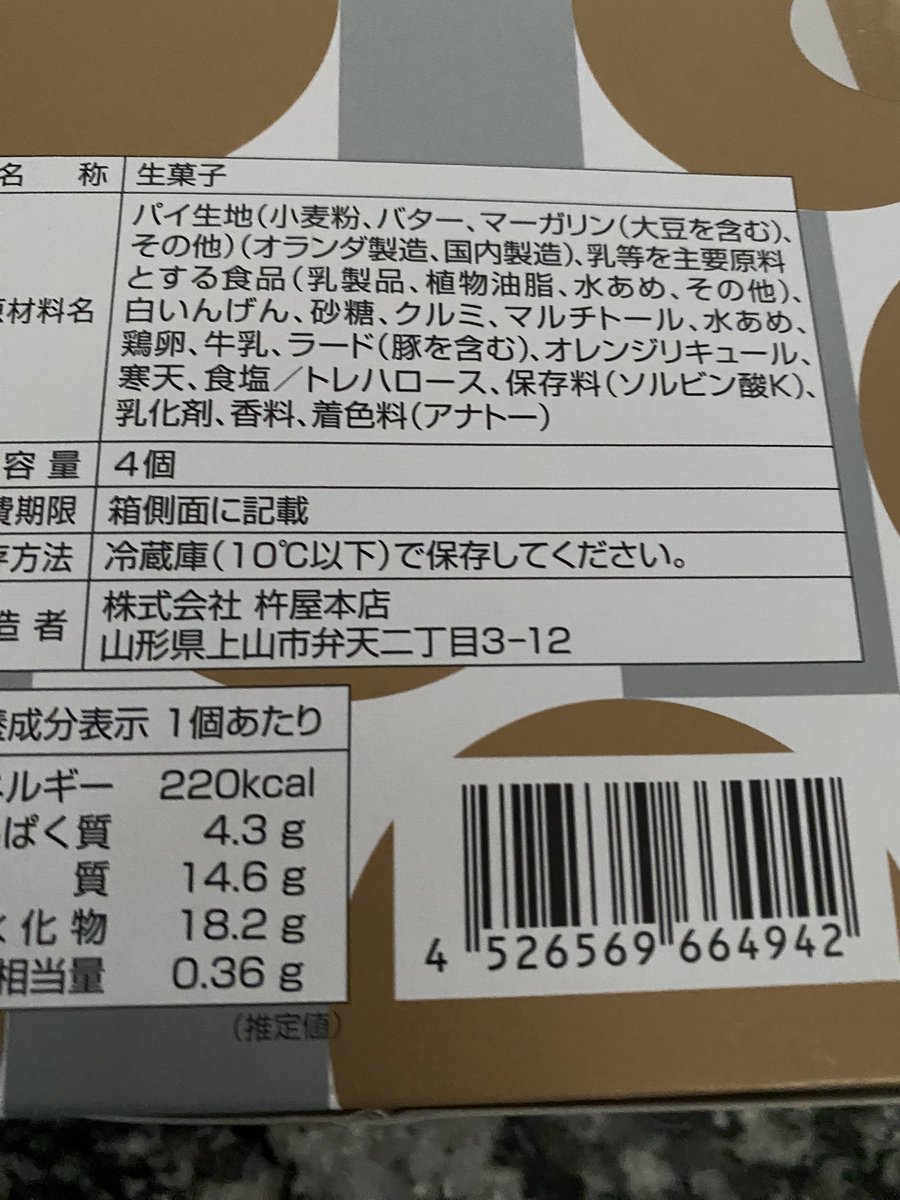 名 称 生菓子
原材料名 パイ生地(小麦粉、バター、マーガリン(大豆を含む)、
その他)(オランダ製造、国内製造)、乳等を主要原料
とする食品(乳製品、植物油脂、水あめ、その他)、
白いんげん、砂糖、クルミ、マルチトール、水あめ、
鶏卵、牛乳、ラード(豚を含む)、オレンジリキュール、
寒天、食塩/トレハロース、保存料(ソルビン酸K)、
乳化剤、香料、着色料(アナトー)
容量 4個
費期限 箱側面に記載
存方法 冷蔵庫(10℃以下)で保存してください。
造者 株式会社 杵屋本店
山形県上山市弁天二丁目3-12
養成分表示 1個あたり
ネルギー 220kcal
ぱく質 4.3g
質 14.6g
水化物 18.2g
相当量 0.36g
(推定値)
4 526569 664942